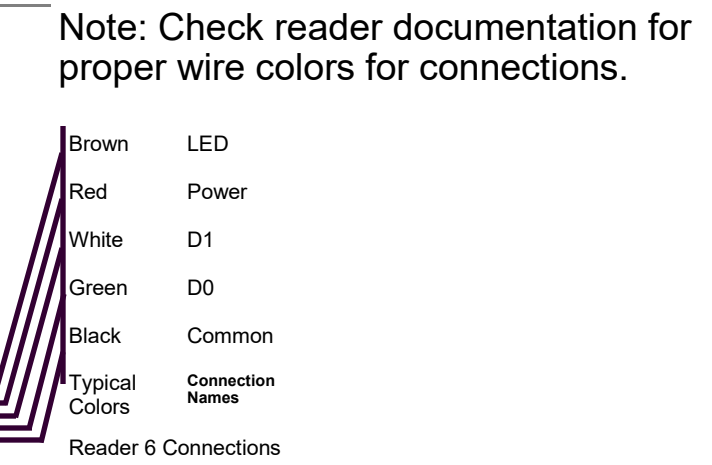 Note: Check reader documentation for
proper wire colors for connections.
Brown LED
Red Power
White D1
Green D0
Black Common
Typical Connection
Colors Names
Reader 6 Connections